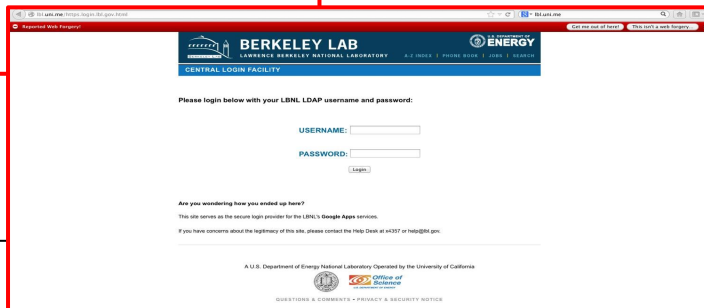 lbl.uni.me/https-login.lbl.gov.html
lbl.uni.me
Reported Web Forgery!
Get me out of here!
This isn't a web forgery...
BERKELEY LAB
LAWRENCE BERKELEY NATIONAL LABORATORY
U.S. DEPARTMENT OF
ENERGY
A-Z INDEX | PHONE BOOK | JOBS | SEARCH
CENTRAL LOGIN FACILITY
Please login below with your LBNL LDAP username and password:
USERNAME:
PASSWORD:
Login
Are you wondering how you ended up here?
This site serves as the secure login provider for the LBNL's Google Apps services.
If you have concerns about the legitimacy of this site, please contact the Help Desk at x4357 or help@lbl.gov.
A U.S. Department of Energy National Laboratory Operated by the University of California
Office of
Science
U.S. DEPARTMENT OF ENERGY
QUESTIONS & COMMENTS • PRIVACY & SECURITY NOTICE